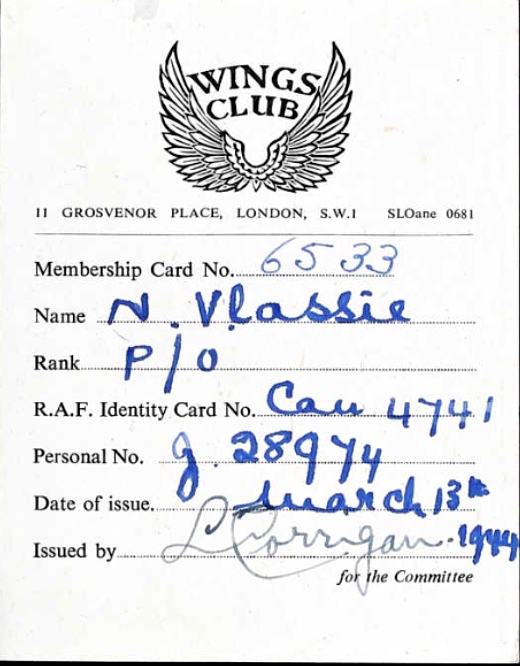 WINGS
CLUB
11 GROSVENOR PLACE, LONDON, S.W.1 SLOane 0681
Membership Card No. 6533
Name N. Vlassie
Rank P/O
R.A.F. Identity Card No. Can 4741
Personal No. J. 28974
Date of issue. March 13th 1944
Issued by L Corrigan.
for the Committee